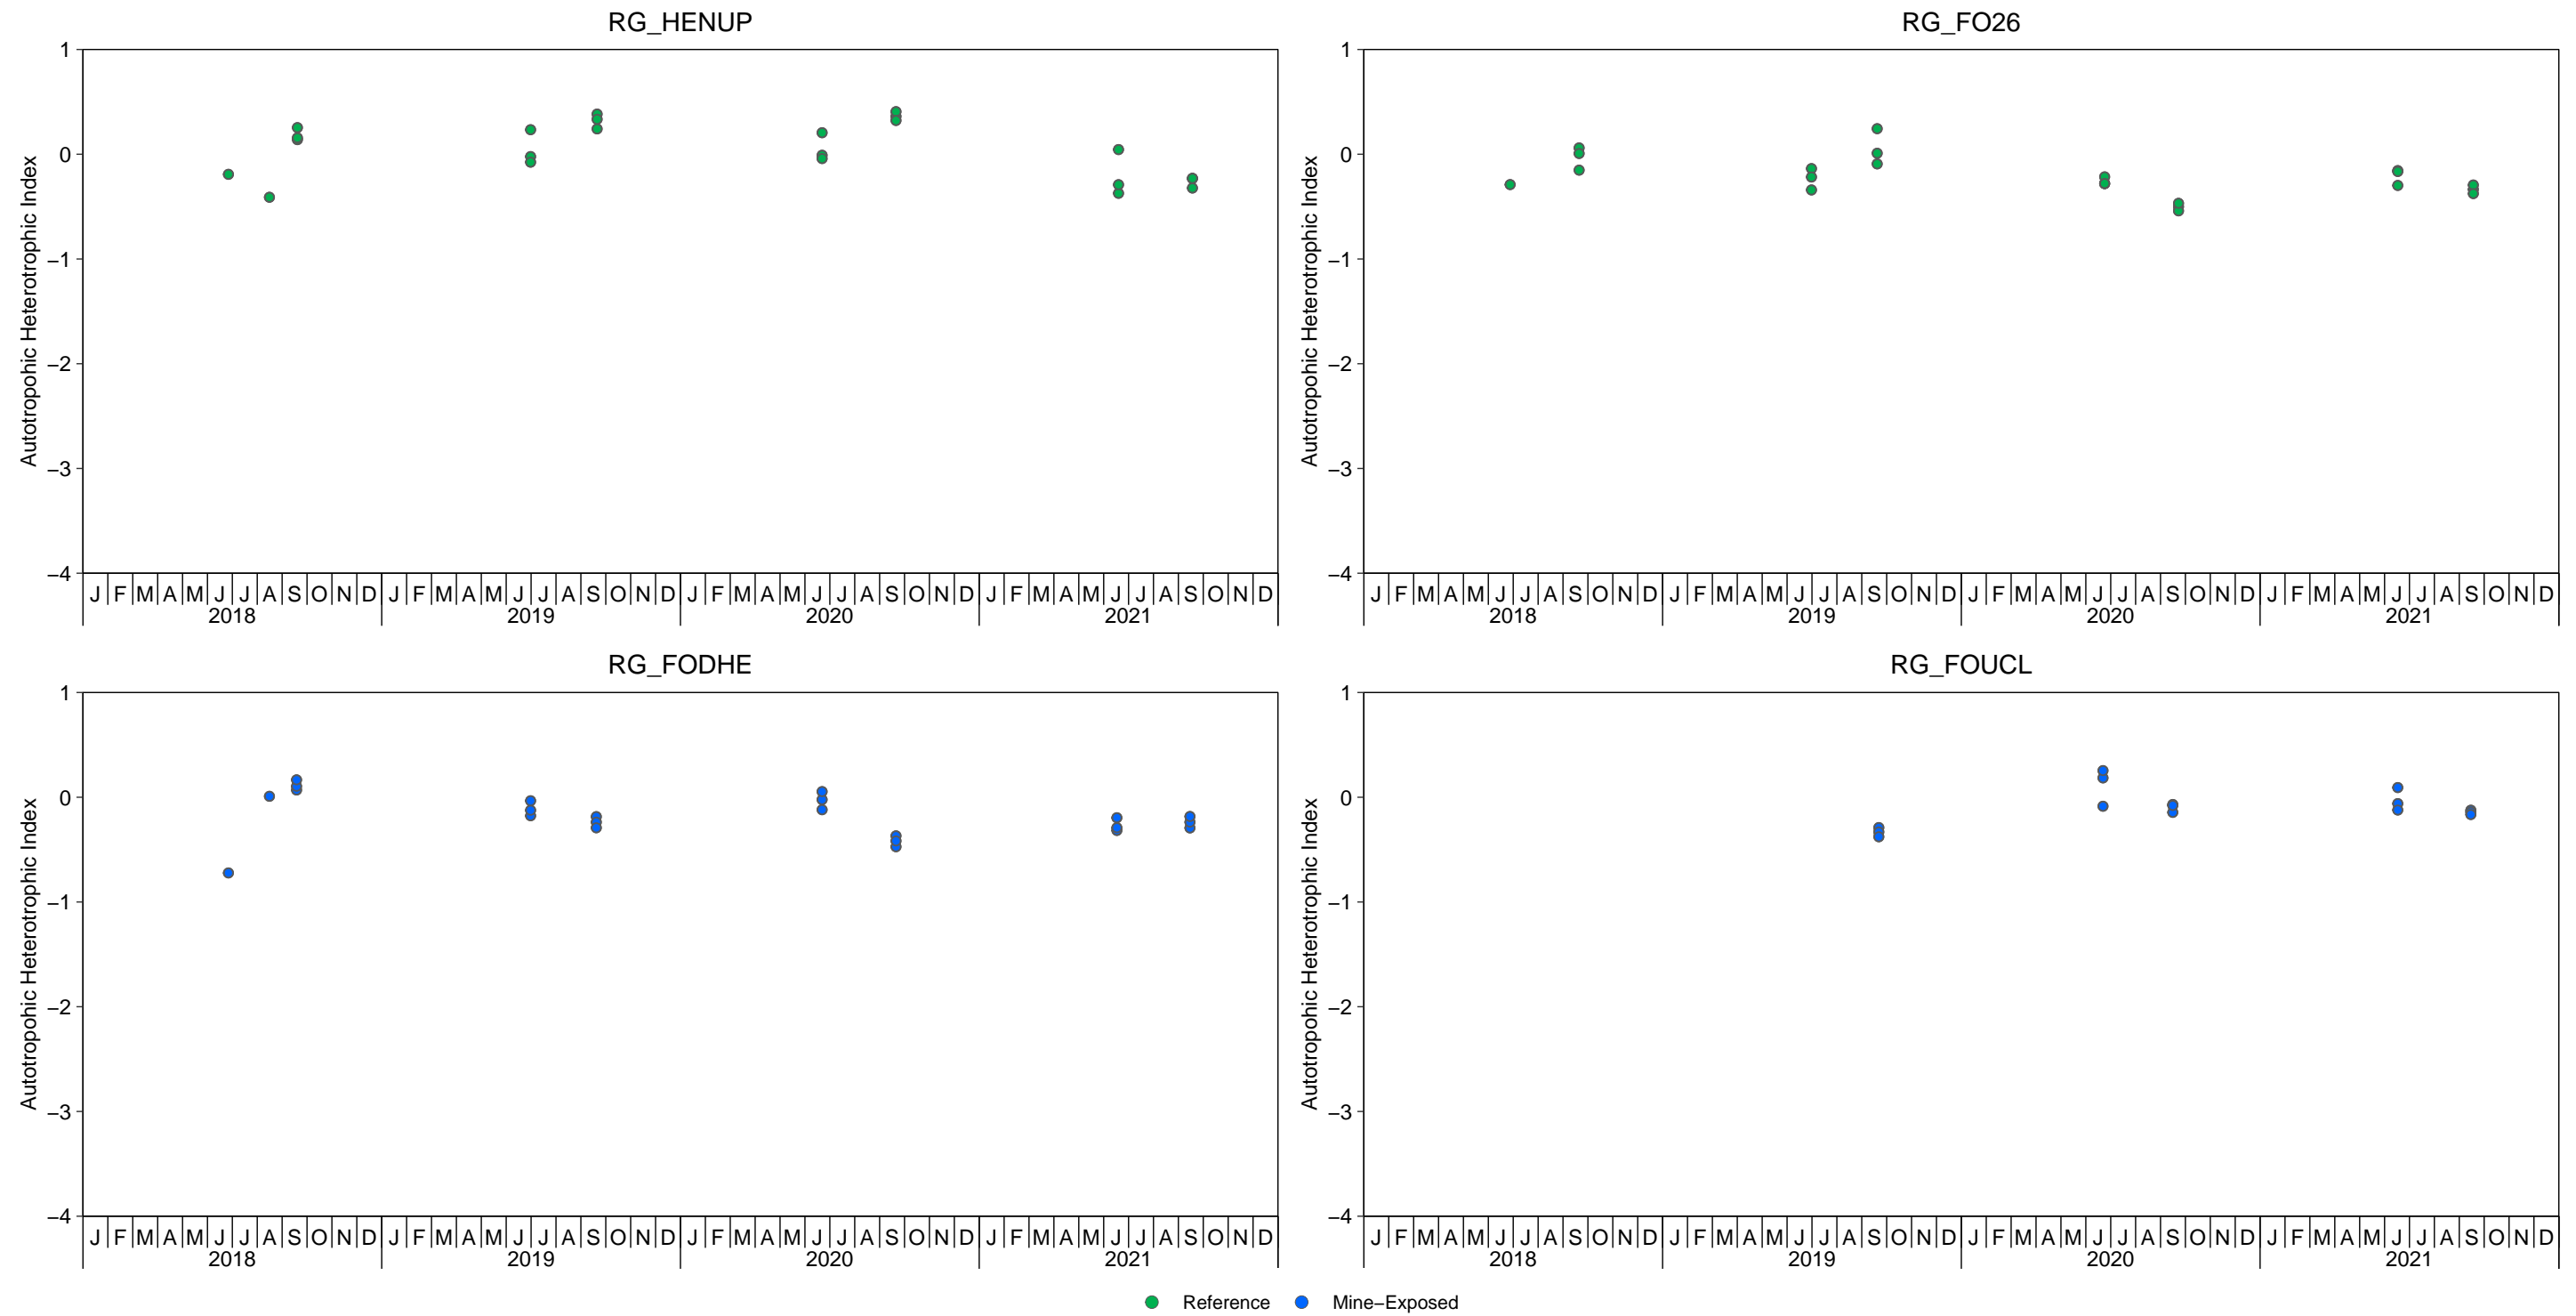 RG_HENUP
Autotropohic Heterotrophic Index
1
0
−1
−2
−3
−4
J F M A M J J A S O N D J F M A M J J A S O N D J F M A M J J A S O N D J F M A M J J A S O N D
2018 2019 2020 2021
RG_FO26
Autotropohic Heterotrophic Index
1
0
−1
−2
−3
−4
J F M A M J J A S O N D J F M A M J J A S O N D J F M A M J J A S O N D J F M A M J J A S O N D
2018 2019 2020 2021
RG_FODHE
Autotropohic Heterotrophic Index
1
0
−1
−2
−3
−4
J F M A M J J A S O N D J F M A M J J A S O N D J F M A M J J A S O N D J F M A M J J A S O N D
2018 2019 2020 2021
RG_FOUCL
Autotropohic Heterotrophic Index
1
0
−1
−2
−3
−4
J F M A M J J A S O N D J F M A M J J A S O N D J F M A M J J A S O N D J F M A M J J A S O N D
2018 2019 2020 2021
Reference Mine−Exposed